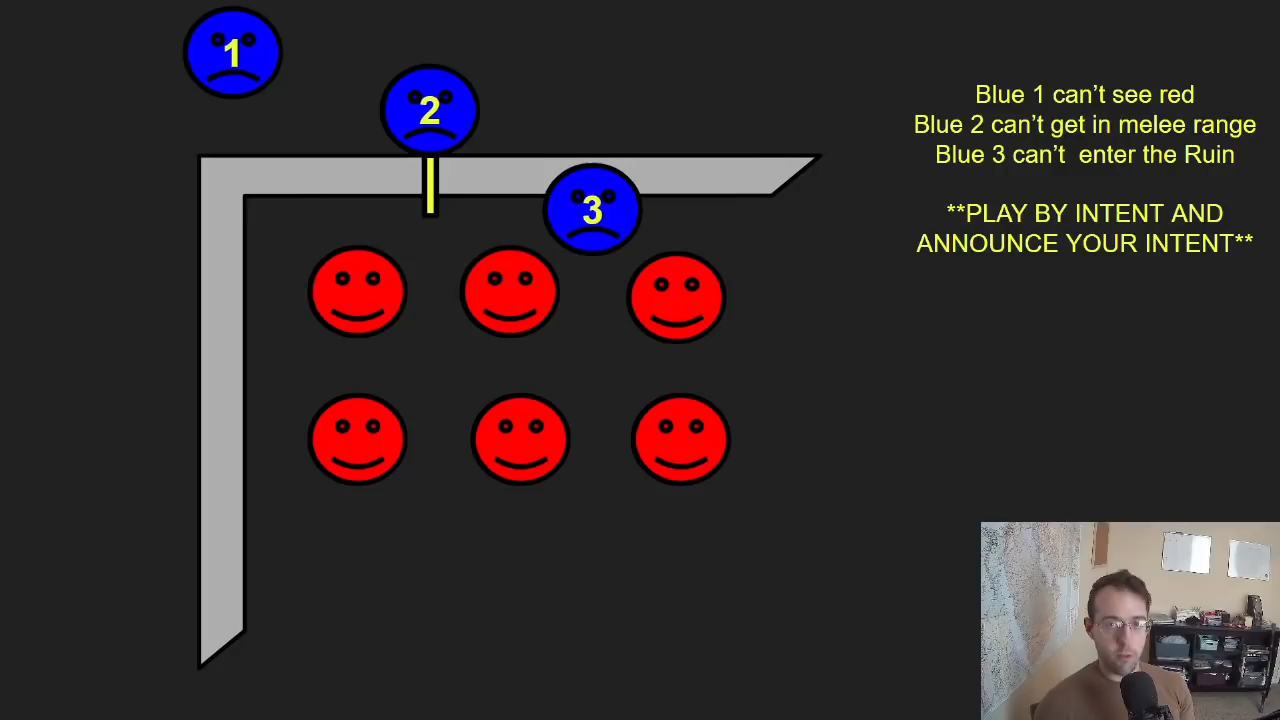 1
2
3
Blue 1 can't see red
Blue 2 can't get in melee range
Blue 3 can't  enter the Ruin
**PLAY BY INTENT AND
ANNOUNCE YOUR INTENT**